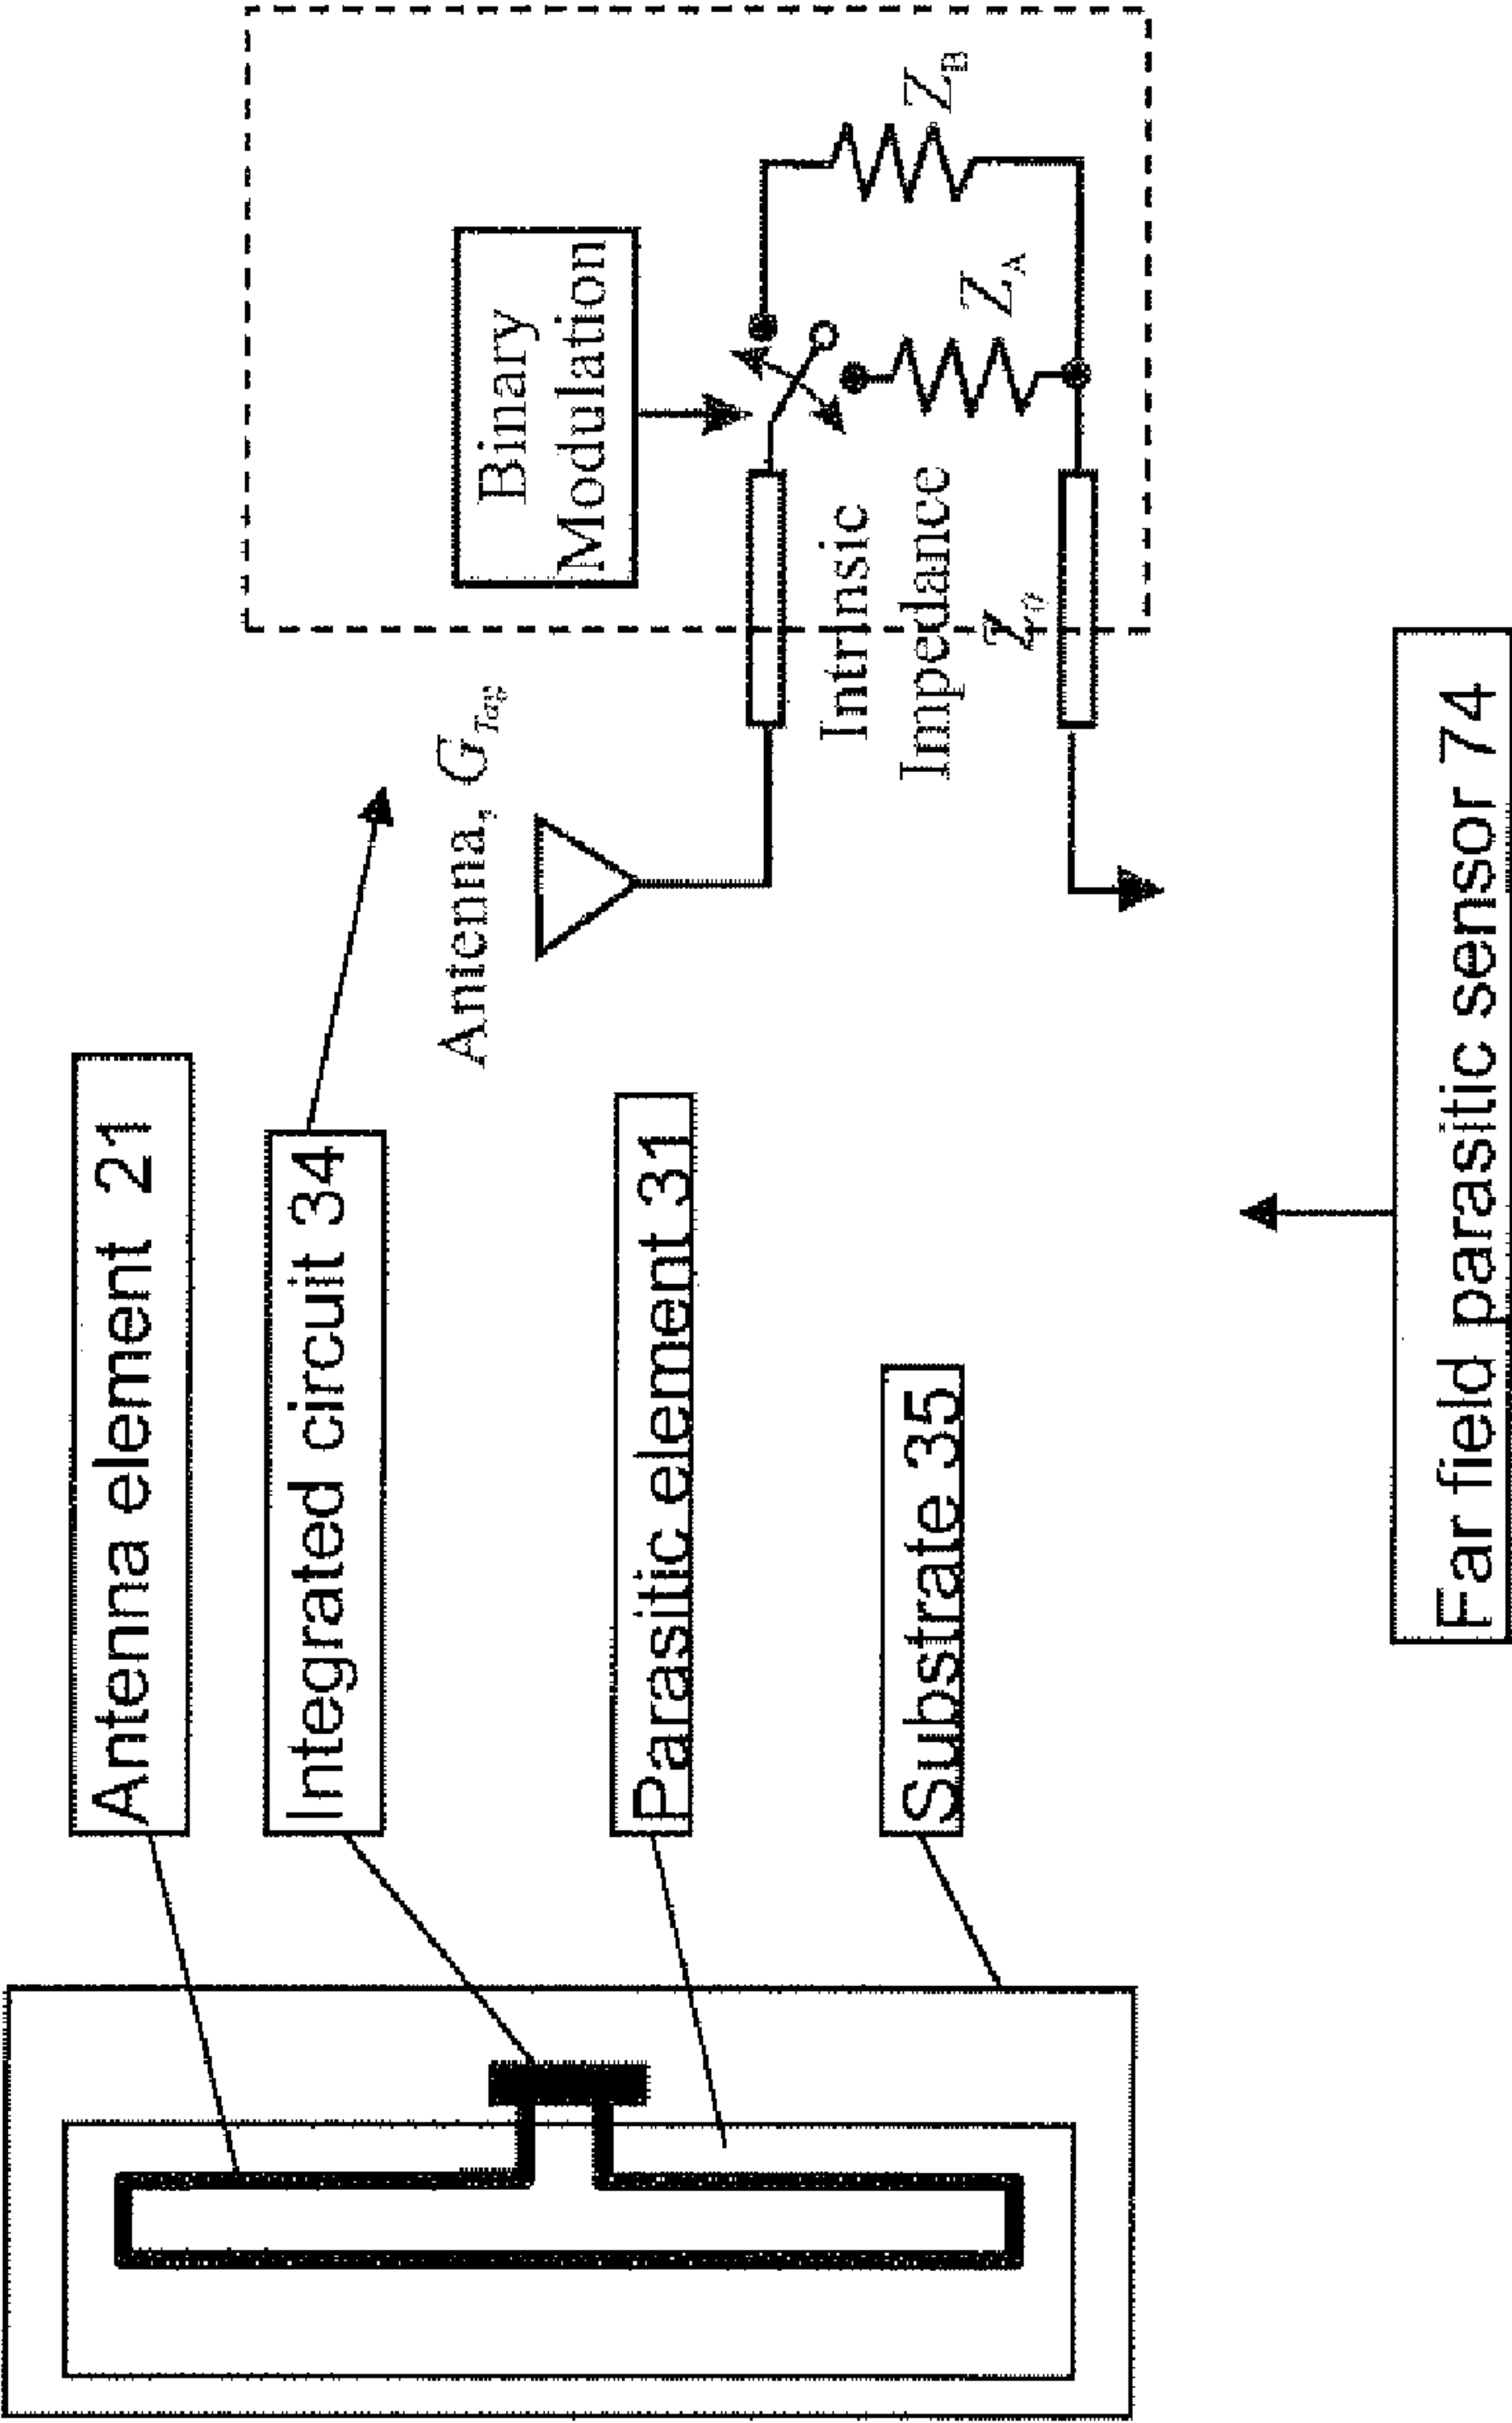 Antenna element 21
Integrated circuit 34
Parasitic element 31
Substrate 35
Antenna, G_Tag
Binary
Modulation
Intrinsic
Impedance
Z_0
Z_A
Z_B
Far field parasitic sensor 74